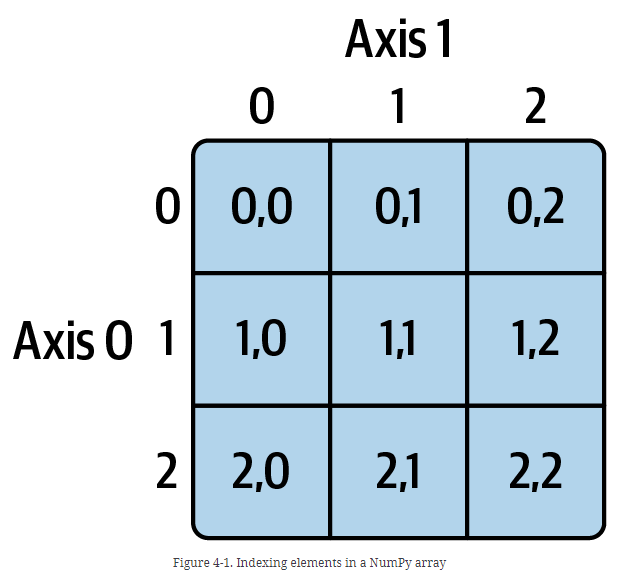 Axis 1
0 1 2
0 0,0 0,1 0,2
Axis 0 1 1,0 1,1 1,2
2 2,0 2,1 2,2
Figure 4-1. Indexing elements in a NumPy array